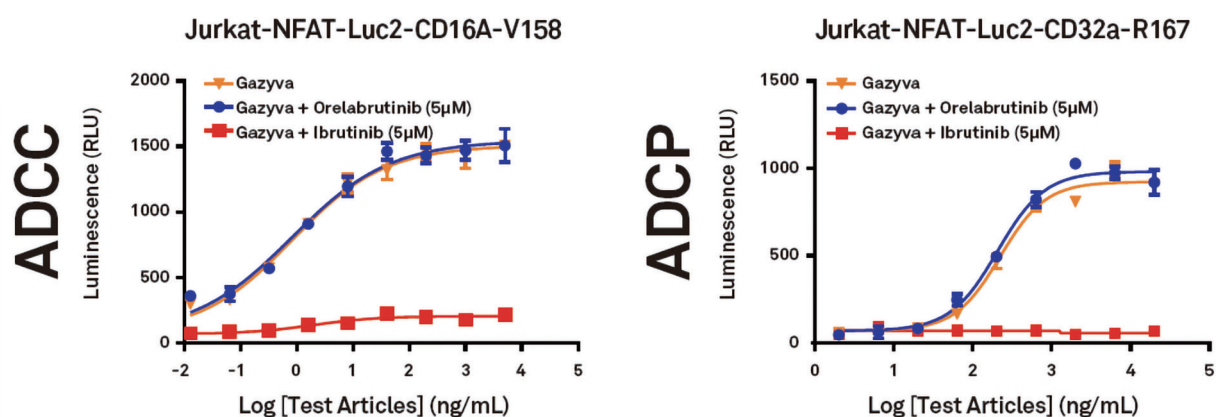 Jurkat-NFAT-Luc2-CD16A-V158
ADCC
Luminescence (RLU)
2000
1500
1000
500
0
Gazyva
Gazyva + Orelabrutinib (5μM)
Gazyva + Ibrutinib (5μM)
-2 -1 0 1 2 3 4 5
Log [Test Articles] (ng/mL)
Jurkat-NFAT-Luc2-CD32a-R167
ADCP
Luminescence (RLU)
1500
1000
500
0
Gazyva
Gazyva + Orelabrutinib (5μM)
Gazyva + Ibrutinib (5μM)
0 1 2 3 4 5
Log [Test Articles] (ng/mL)